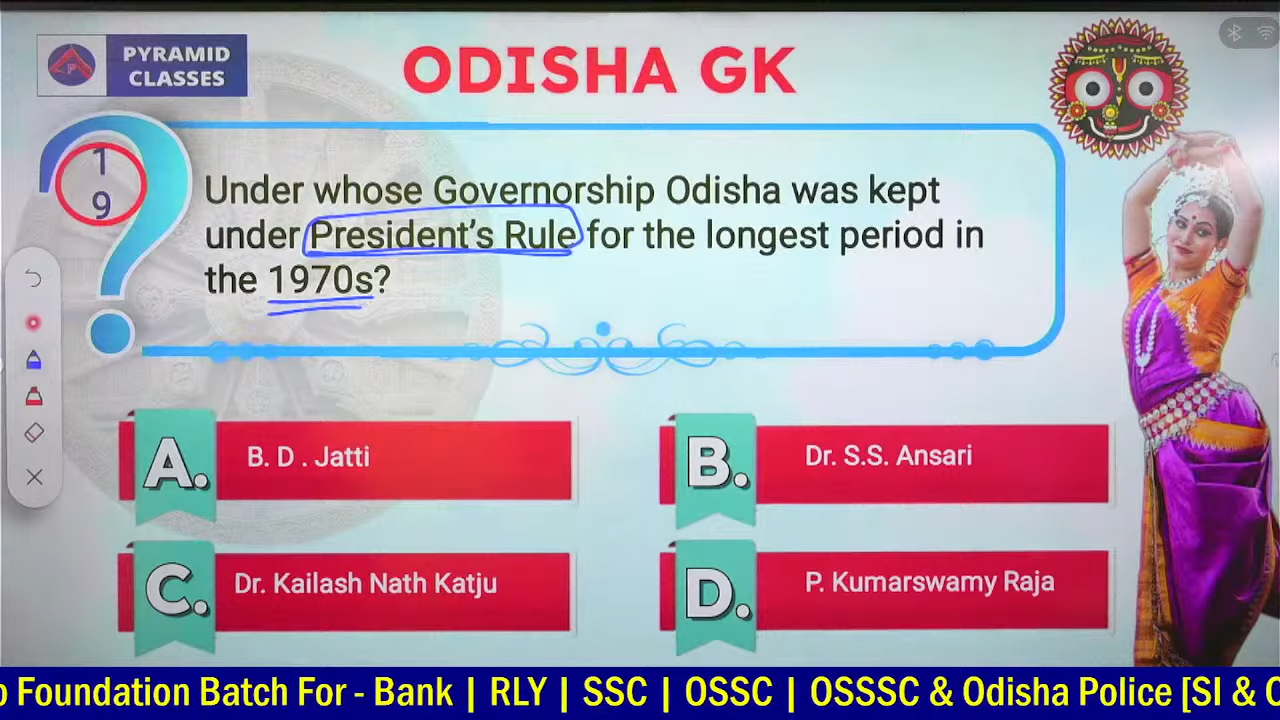 PYRAMID
CLASSES
ODISHA GK
1
9
Under whose Governorship Odisha was kept
under President's Rule for the longest period in
the 1970s?
A. B. D . Jatti
B. Dr. S.S. Ansari
C. Dr. Kailash Nath Katju
D. P. Kumarswamy Raja
Foundation Batch For - Bank | RLY | SSC | OSSC | OSSSC & Odisha Police [SI &